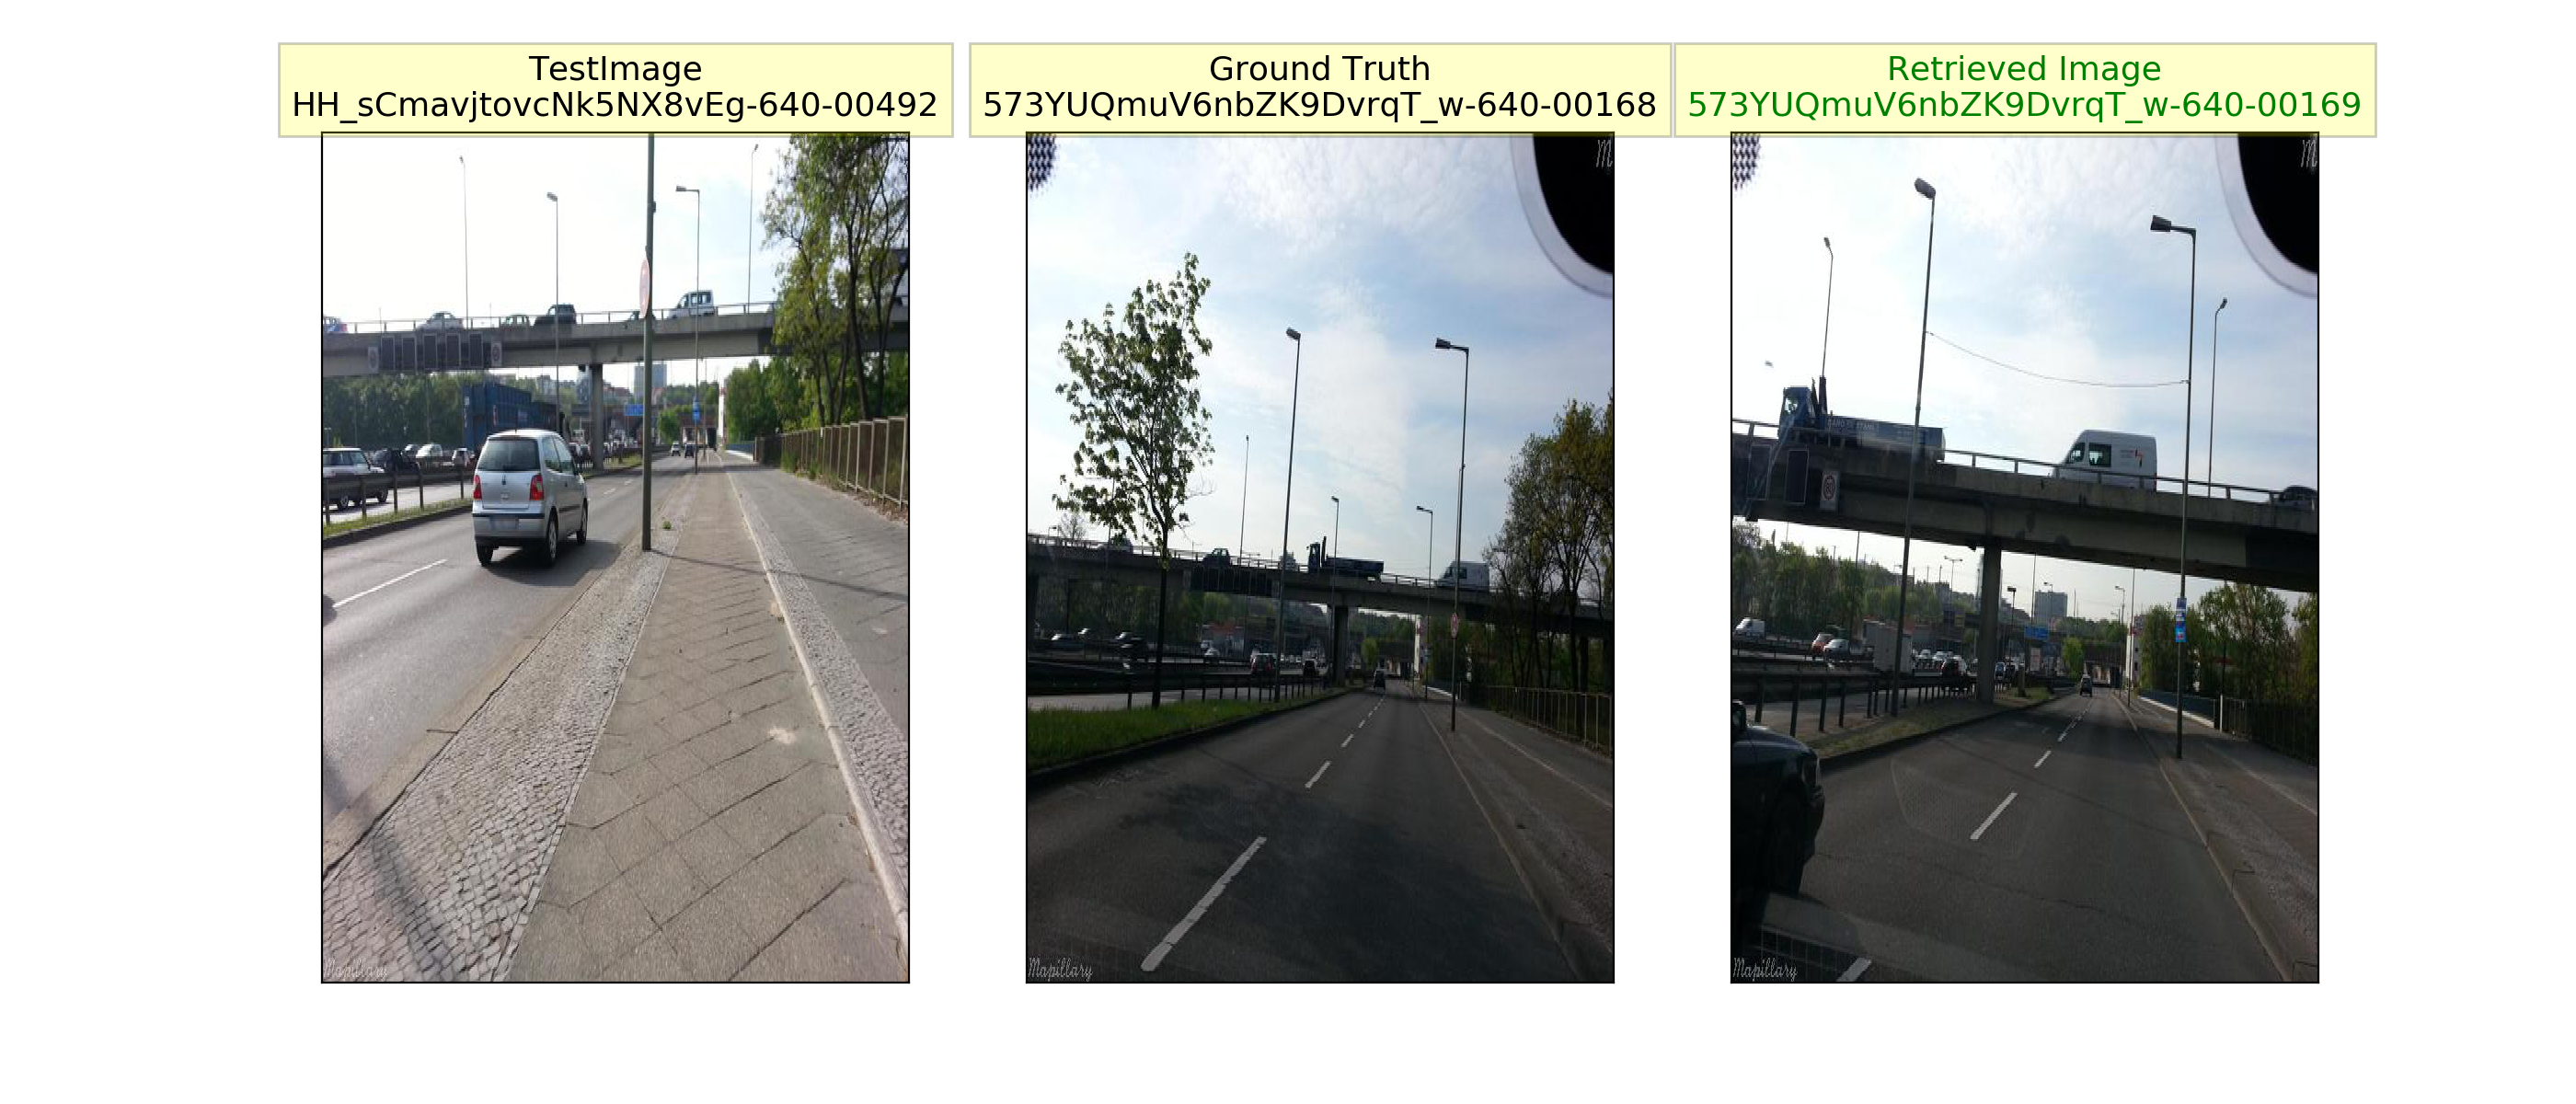 TestImage
HH_sCmavjtovcNk5NX8vEg-640-00492
Ground Truth
573YUQmuV6nbZK9DvrqT_w-640-00168
Retrieved Image
573YUQmuV6nbZK9DvrqT_w-640-00169
M
M
Mapillary
Mapillary
Mapillary